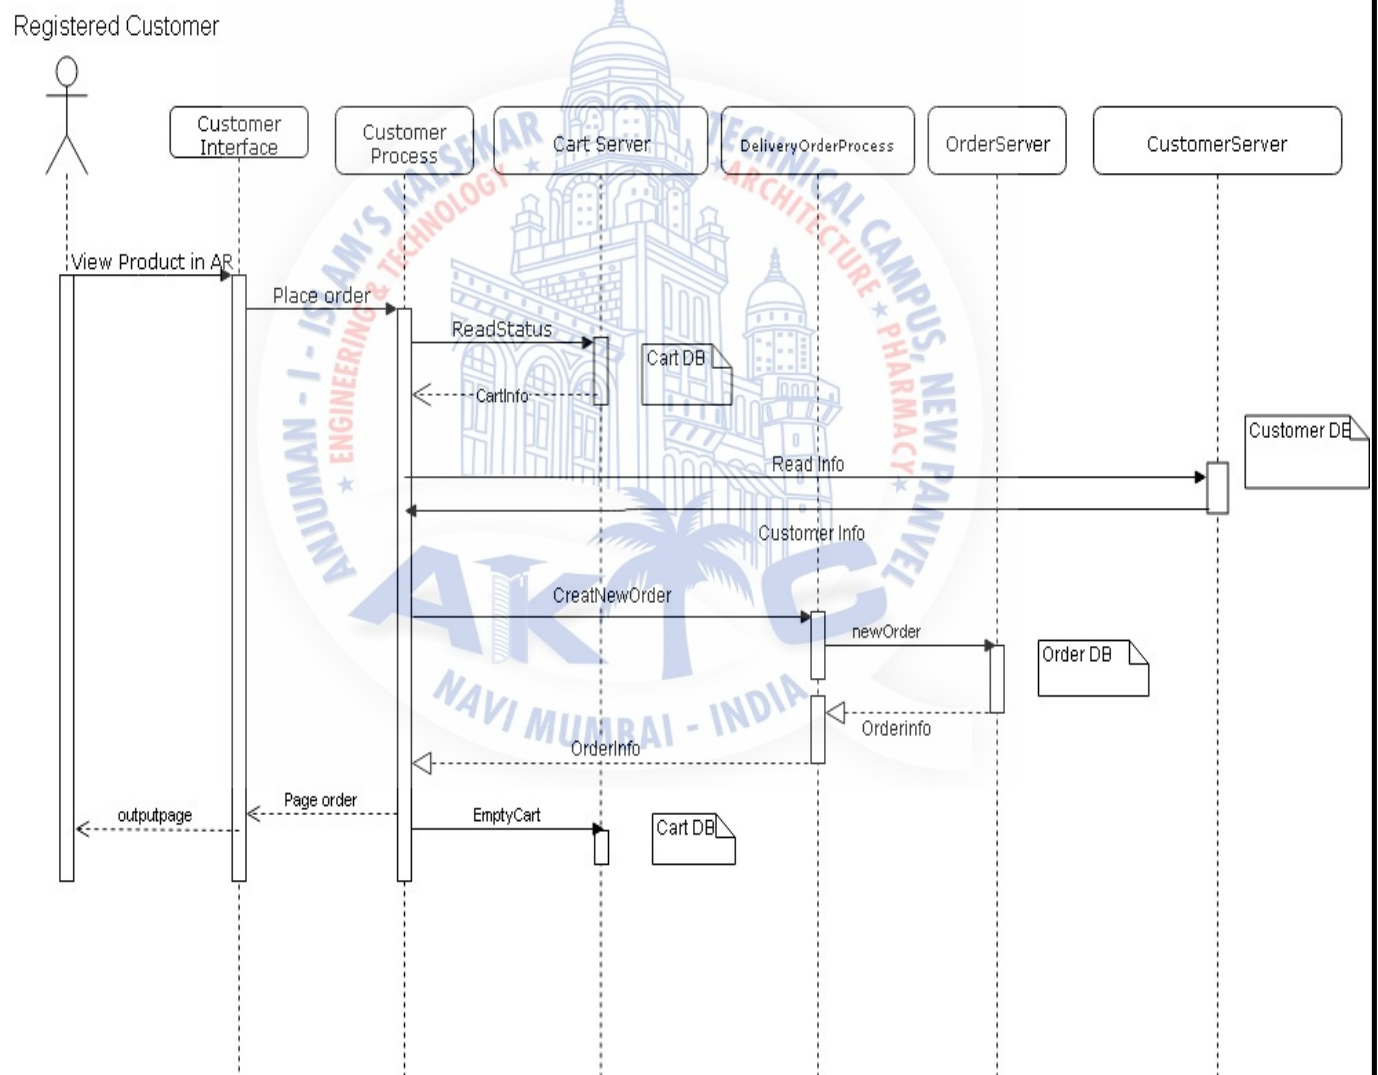 Registered Customer
Customer
Interface
Customer
Process
Cart Server
DeliveryOrderProcess
OrderServer
CustomerServer
View Product in AR
Place order
ReadStatus
Cart DB
CartInfo
Customer DB
Read Info
Customer Info
CreatNewOrder
newOrder
Order DB
Orderinfo
OrderInfo
Page order
outputpage
EmptyCart
Cart DB
ANJUMAN - I - ISLAM'S KALSEKAR TECHNICAL CAMPUS, NEW PANVEL
ENGINEERING & TECHNOLOGY ★ ARCHITECTURE ★ PHARMACY
AKTC
NAVI MUMBAI - INDIA